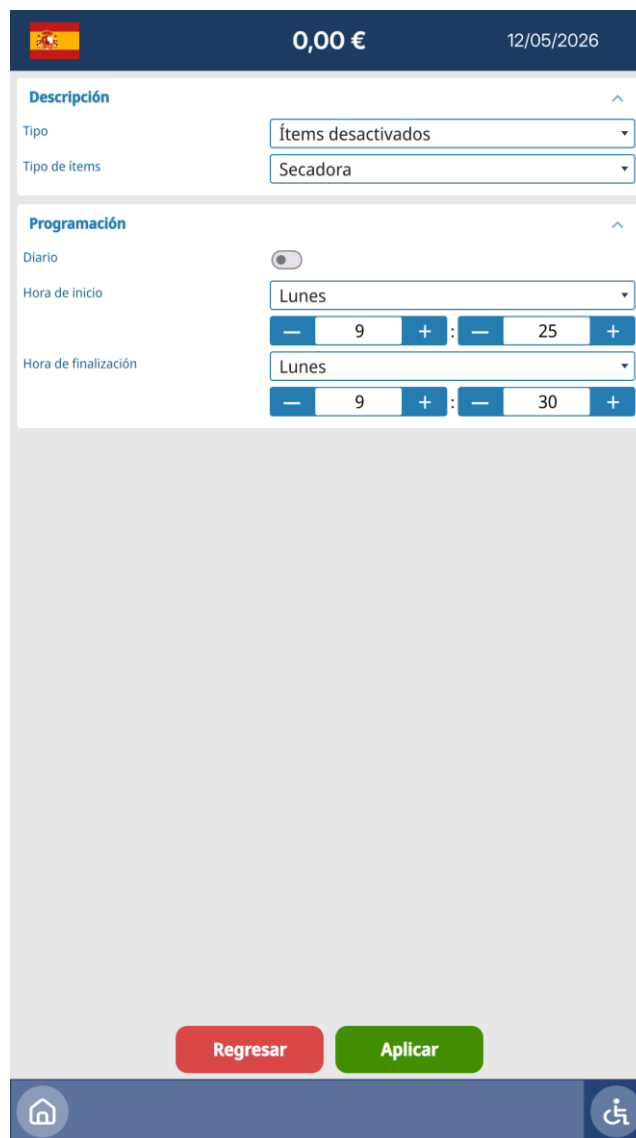 0,00 € 12/05/2026
Descripción
Tipo Ítems desactivados
Tipo de ítems Secadora
Programación
Diario
Hora de inicio Lunes
— 9 + : — 25 +
Hora de finalización Lunes
— 9 + : — 30 +
Regresar Aplicar